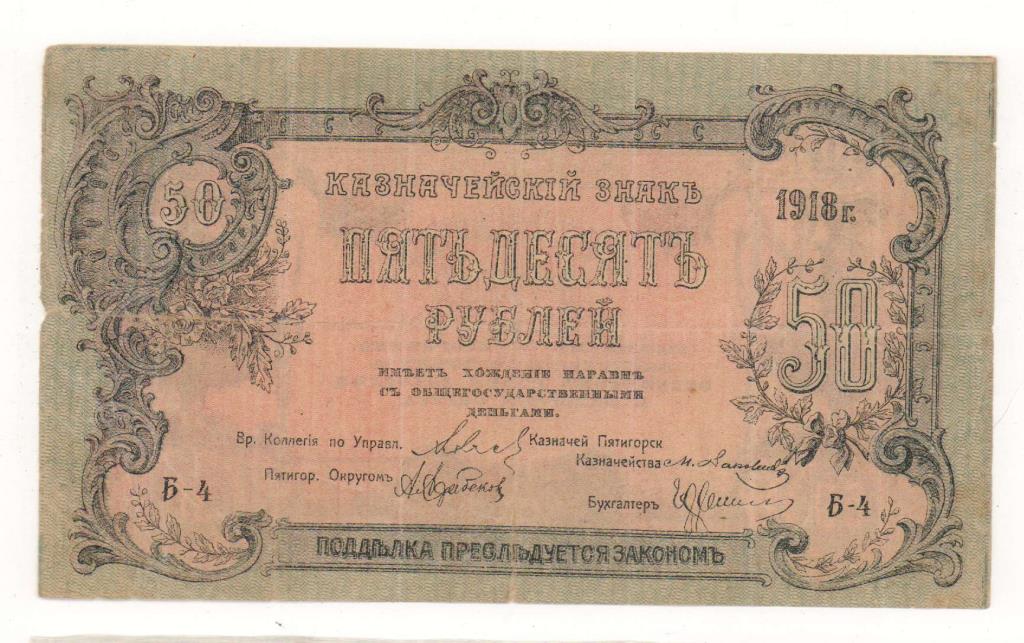 50
КАЗНАЧЕЙСКІЙ ЗНАКЪ
1918 г.
ПЯТЬДЕСЯТЪ
РУБЛЕЙ
50
ИМѢЕТЪ ХОЖДЕНІЕ НАРАВНѢ
СЪ ОБЩЕГОСУДАРСТВЕННЫМИ
ДЕНЬГАМИ.
Вр. Коллегія по Управл.
Пятигор. Округомъ
Казначей Пятигорск
Казначейства
Бухгалтеръ
Б-4
Б-4
ПОДДѢЛКА ПРЕСЛѢДУЕТСЯ ЗАКОНОМЪ